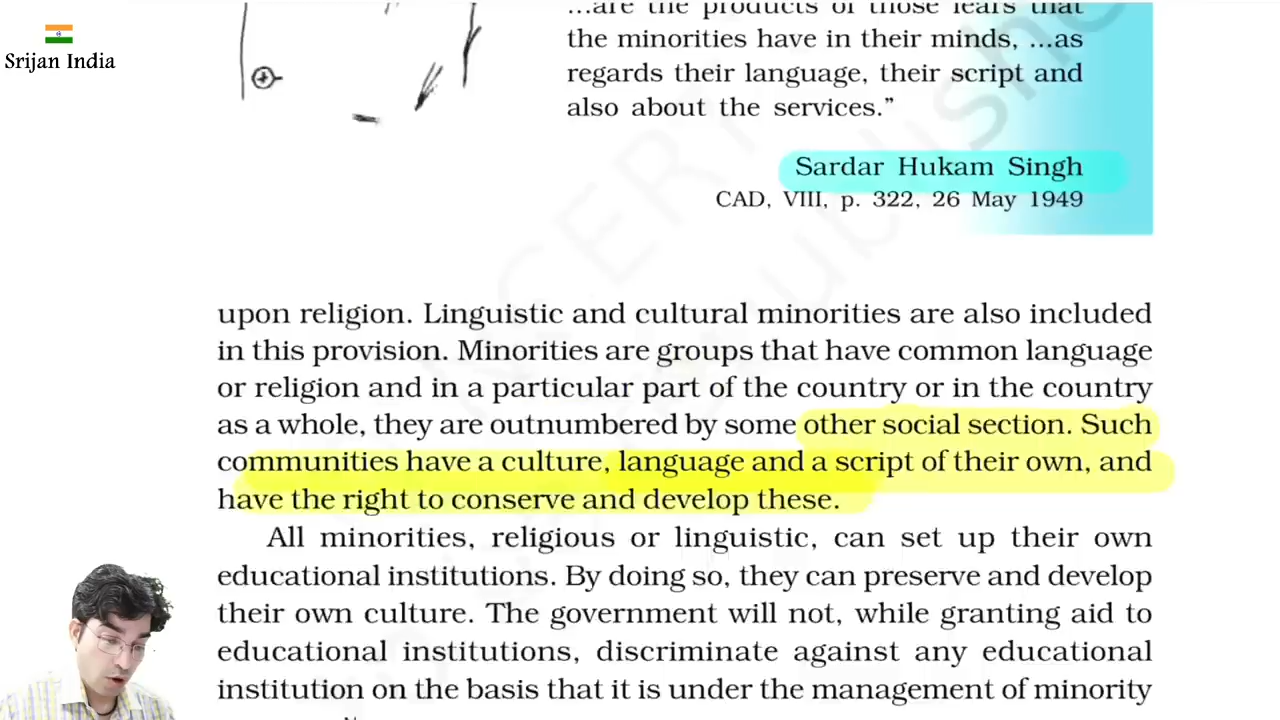 Srijan India
...are the products of those fears that
the minorities have in their minds, ...as
regards their language, their script and
also about the services.”
Sardar Hukam Singh
CAD, VIII, p. 322, 26 May 1949
upon religion. Linguistic and cultural minorities are also included
in this provision. Minorities are groups that have common language
or religion and in a particular part of the country or in the country
as a whole, they are outnumbered by some other social section. Such
communities have a culture, language and a script of their own, and
have the right to conserve and develop these.
All minorities, religious or linguistic, can set up their own
educational institutions. By doing so, they can preserve and develop
their own culture. The government will not, while granting aid to
educational institutions, discriminate against any educational
institution on the basis that it is under the management of minority